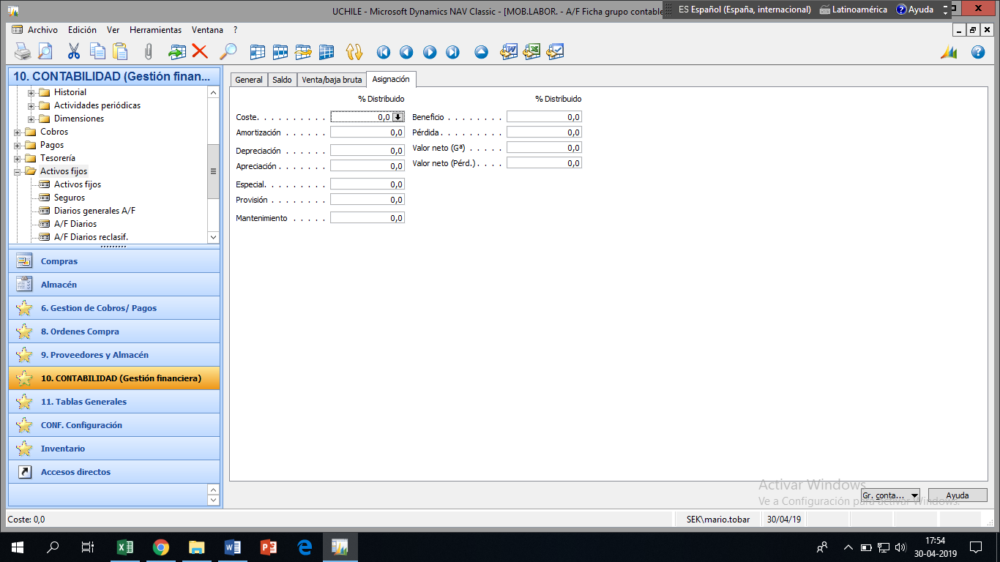 UCHILE - Microsoft Dynamics NAV Classic - [MOB.LABOR. - A/F Ficha grupo contable
ES Español (España, internacional) Latinoamérica Ayuda
Archivo Edición Ver Herramientas Ventana ?
10. CONTABILIDAD (Gestión finan...
Historial
Actividades periódicas
Dimensiones
Cobros
Pagos
Tesorería
Activos fijos
Activos fijos
Seguros
Diarios generales A/F
A/F Diarios
A/F Diarios reclasif.
Compras
Almacén
6. Gestion de Cobros/ Pagos
8. Ordenes Compra
9. Proveedores y Almacén
10. CONTABILIDAD (Gestión financiera)
11. Tablas Generales
CONF. Configuración
Inventario
Accesos directos
General Saldo Venta/baja bruta Asignación
% Distribuido
Coste. . . . . . . . . . 0,0
Amortización . . . . . . 0,0
Depreciación . . . . . . 0,0
Apreciación . . . . . . . 0,0
Especial. . . . . . . . . 0,0
Provisión . . . . . . . . 0,0
Mantenimiento . . . . . 0,0
% Distribuido
Beneficio . . . . . . . . 0,0
Pérdida . . . . . . . . . 0,0
Valor neto (Gª) . . . . . 0,0
Valor neto (Pérd.) . . . . 0,0
Activar Windows
Ve a Configuración para activar Windows.
Gr. conta... Ayuda
Coste: 0,0 SEK\mario.tobar 30/04/19
17:54
30-04-2019